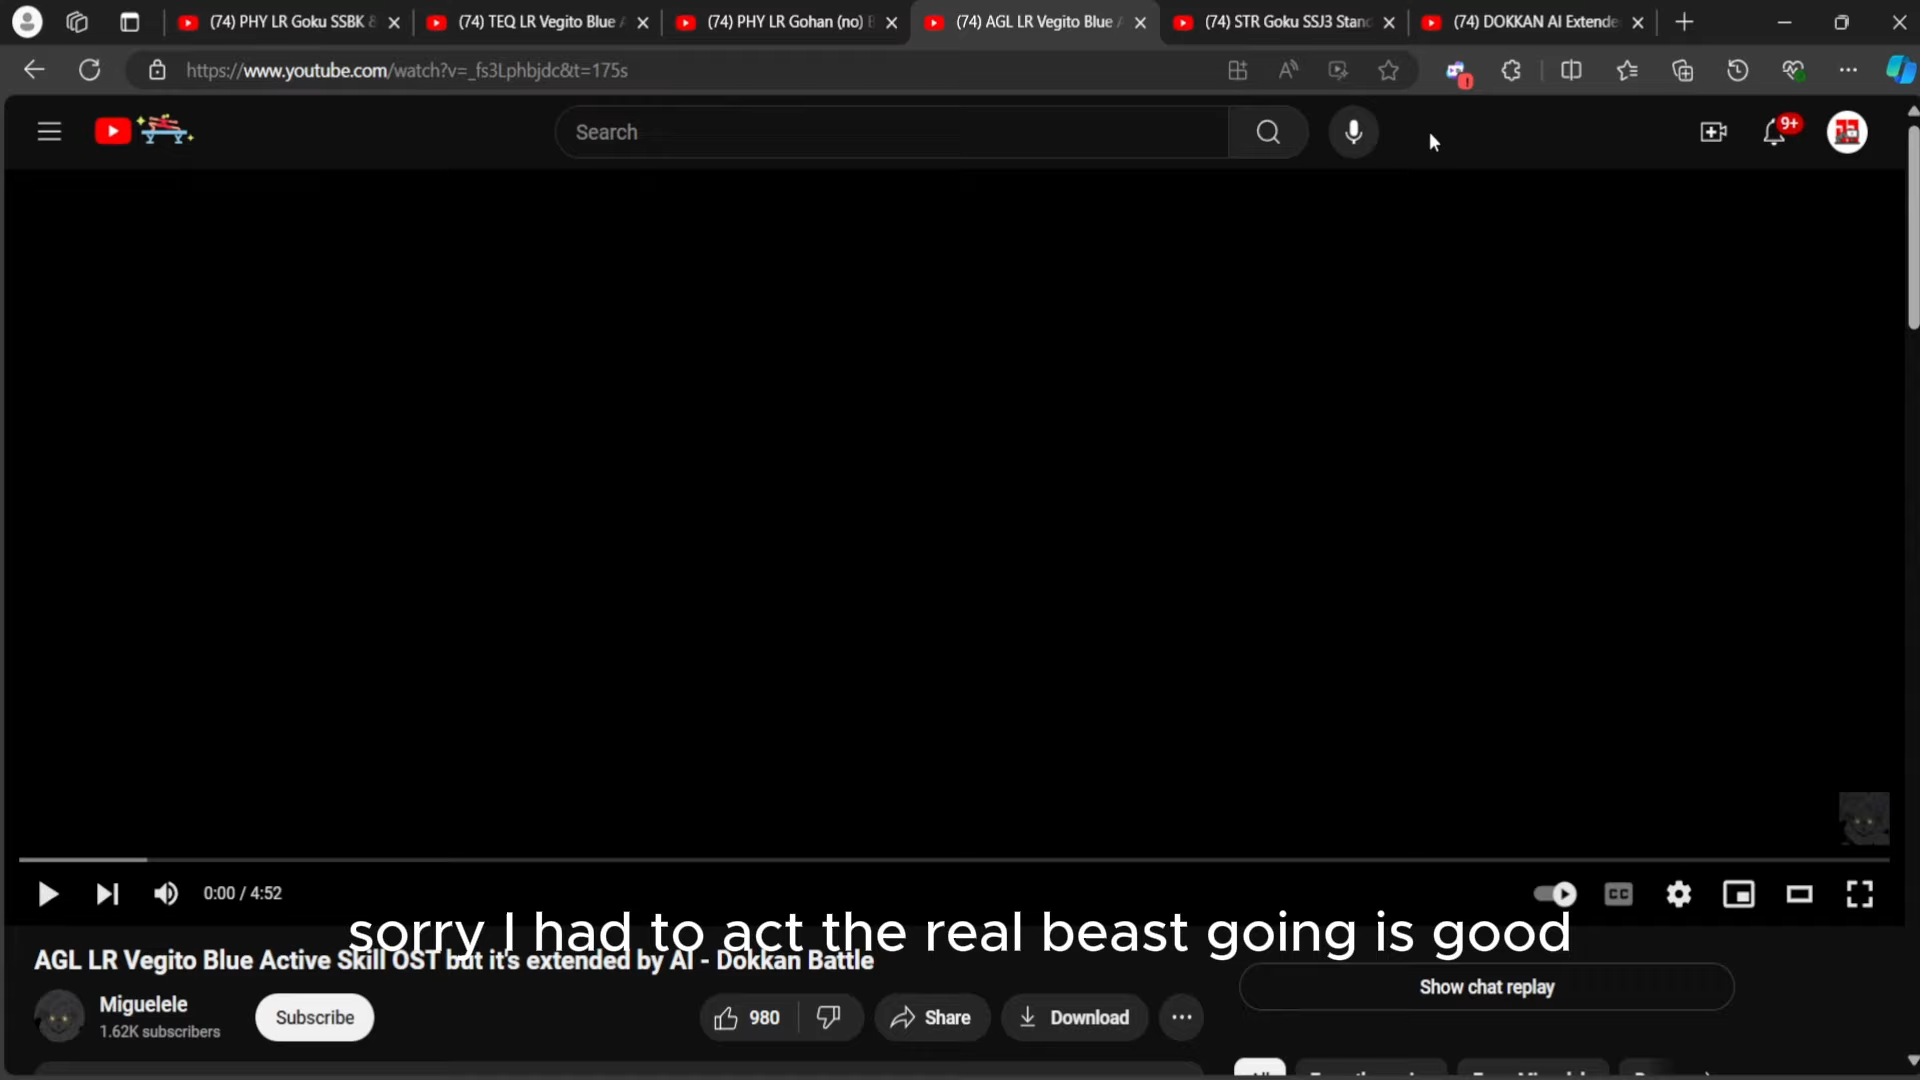 (74) PHY LR Goku SSBK &
(74) TEQ LR Vegito Blue
(74) PHY LR Gohan (no)
(74) AGL LR Vegito Blue
(74) STR Goku SSJ3 Stan
(74) DOKKAN AI Extende
https://www.youtube.com/watch?v=_fs3Lphbjdc&t=175s
Search
9+
0:00 / 4:52
CC
sorry I had to act the real beast going is good
AGL LR Vegito Blue Active Skill OST but it's extended by AI - Dokkan Battle
Show chat replay
Miguelele
1.62K subscribers
Subscribe
980
Share
Download